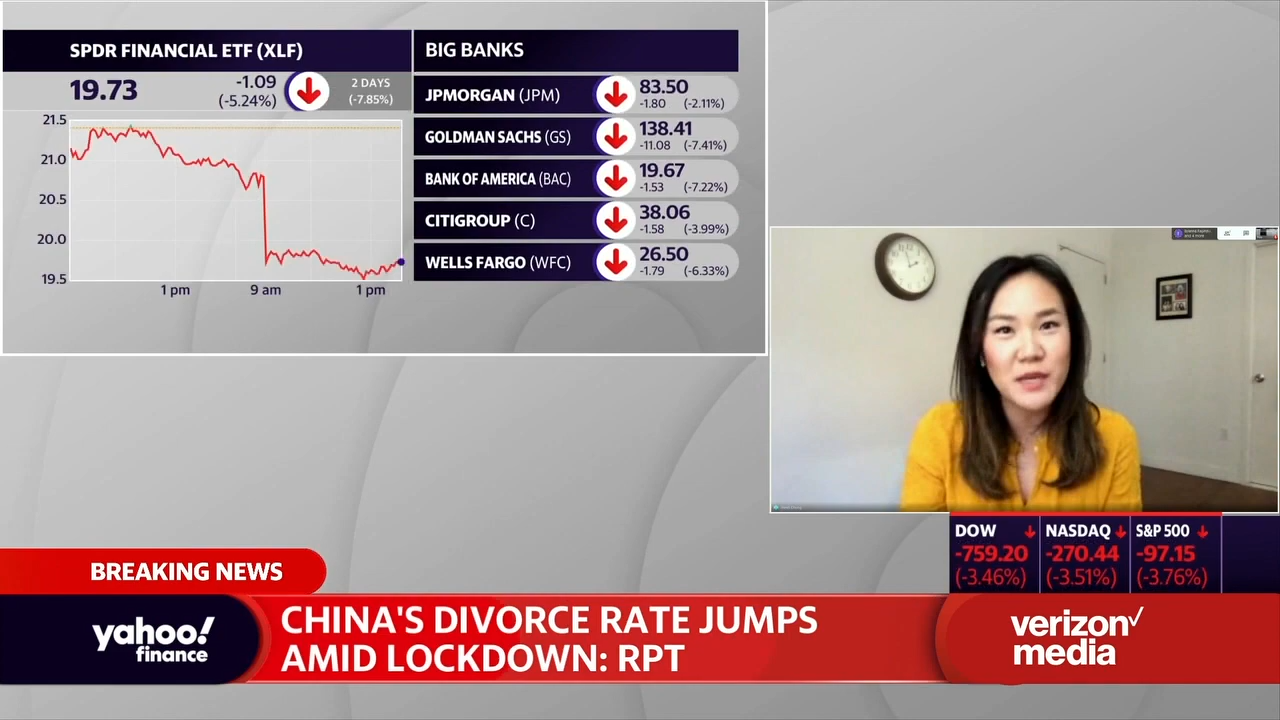 SPDR FINANCIAL ETF (XLF)
19.73
-1.09
(-5.24%)
2 DAYS
(-7.85%)
21.5
21.0
20.5
20.0
19.5
1 pm
9 am
1 pm
BIG BANKS
JPMORGAN (JPM)
83.50
-1.80 (-2.11%)
GOLDMAN SACHS (GS)
138.41
-11.08 (-7.41%)
BANK OF AMERICA (BAC)
19.67
-1.53 (-7.22%)
CITIGROUP (C)
38.06
-1.58 (-3.99%)
WELLS FARGO (WFC)
26.50
-1.79 (-6.33%)
DOW
-759.20
(-3.46%)
NASDAQ
-270.44
(-3.51%)
S&P 500
-97.15
(-3.76%)
BREAKING NEWS
yahoo!
finance
CHINA'S DIVORCE RATE JUMPS
AMID LOCKDOWN: RPT
verizon✓
media